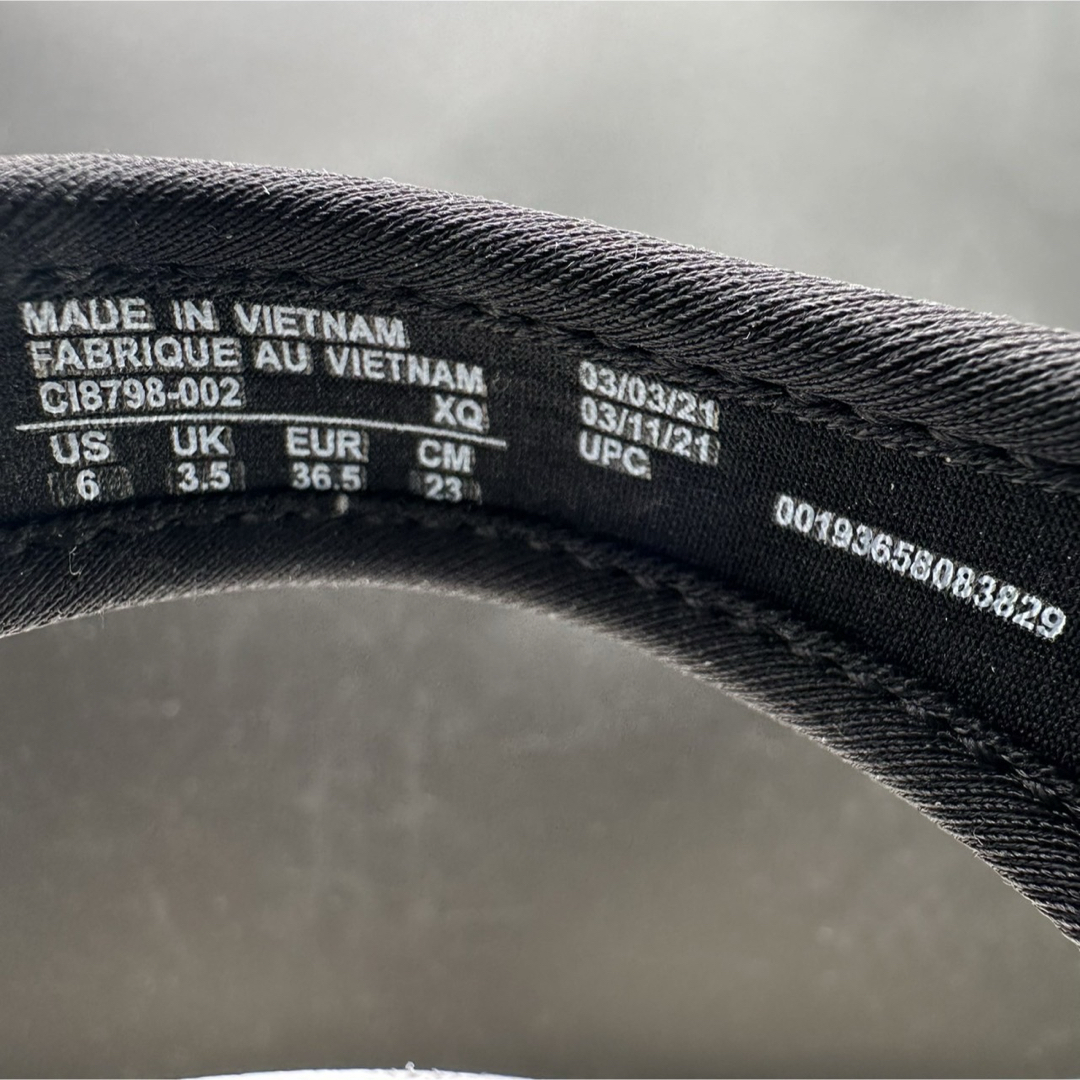 MADE IN VIETNAM
FABRIQUE AU VIETNAM
CI8798-002
XQ
US UK EUR CM
6 3.5 36.5 23
03/03/21
03/11/21
UPC
00193658083829